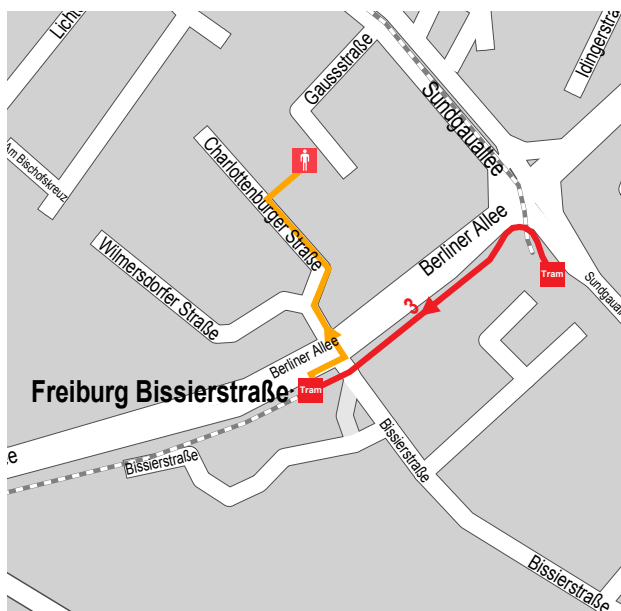 Licht
Gaussstraße
Idingerstra
Sundgauallee
Am Bischofskreuz
Charlottenburger Straße
Berliner Allee
Wilmersdorfer Straße
Tram
Sundgaual
3
Berliner Allee
Freiburg Bissierstraße
Tram
Bissierstraße
e
Bissierstraße
Bissierstraße